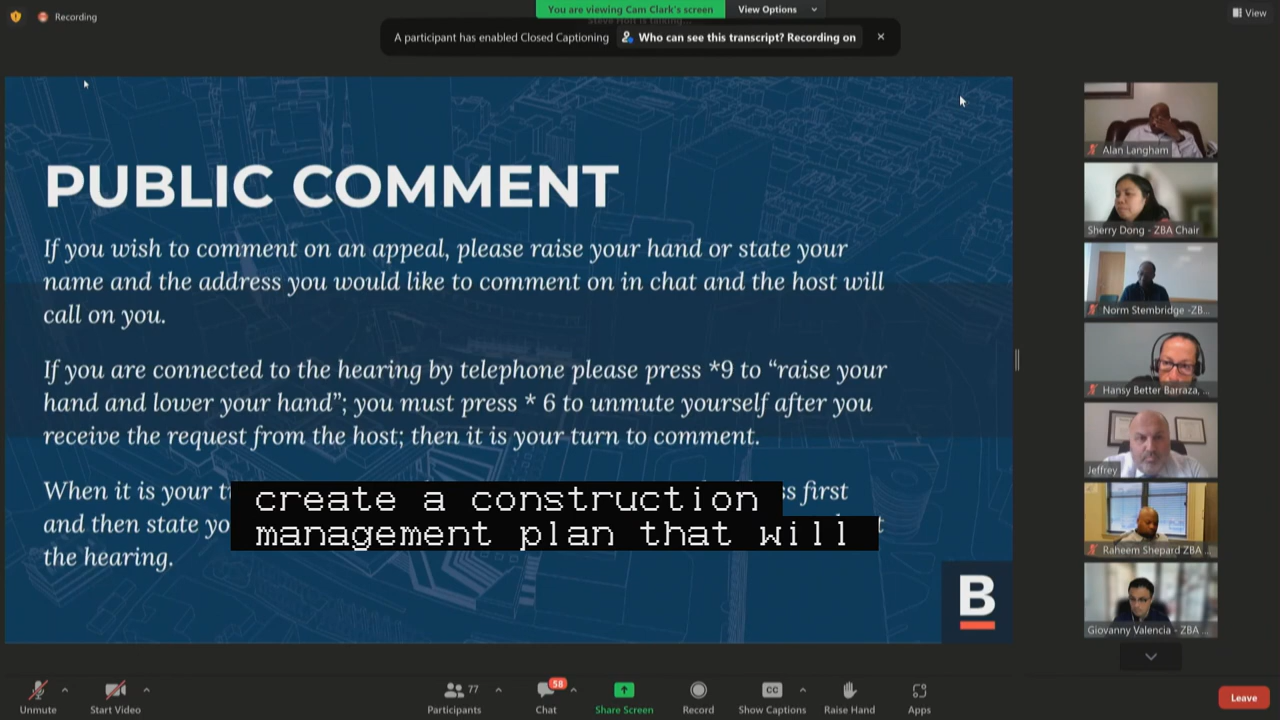 You are viewing Cam Clark's screen
View Options
Recording
View
Steve Holt is talking...
A participant has enabled Closed Captioning
Who can see this transcript? Recording on
PUBLIC COMMENT
If you wish to comment on an appeal, please raise your hand or state your
name and the address you would like to comment on in chat and the host will
call on you.
If you are connected to the hearing by telephone please press *9 to “raise your
hand and lower your hand”; you must press * 6 to unmute yourself after you
receive the request from the host; then it is your turn to comment.
When it is your
first
and then state
the hearing.
create a construction
management plan that will
B
Alan Langham
Sherry Dong - ZBA Chair
Norm Stembridge -ZB...
Hansy Better Barraza, ...
Jeffrey
Raheem Shepard ZBA ...
Giovanny Valencia - ZBA ...
Unmute
Start Video
Participants
77
Chat
58
Share Screen
Record
CC
Show Captions
Raise Hand
Apps
Leave